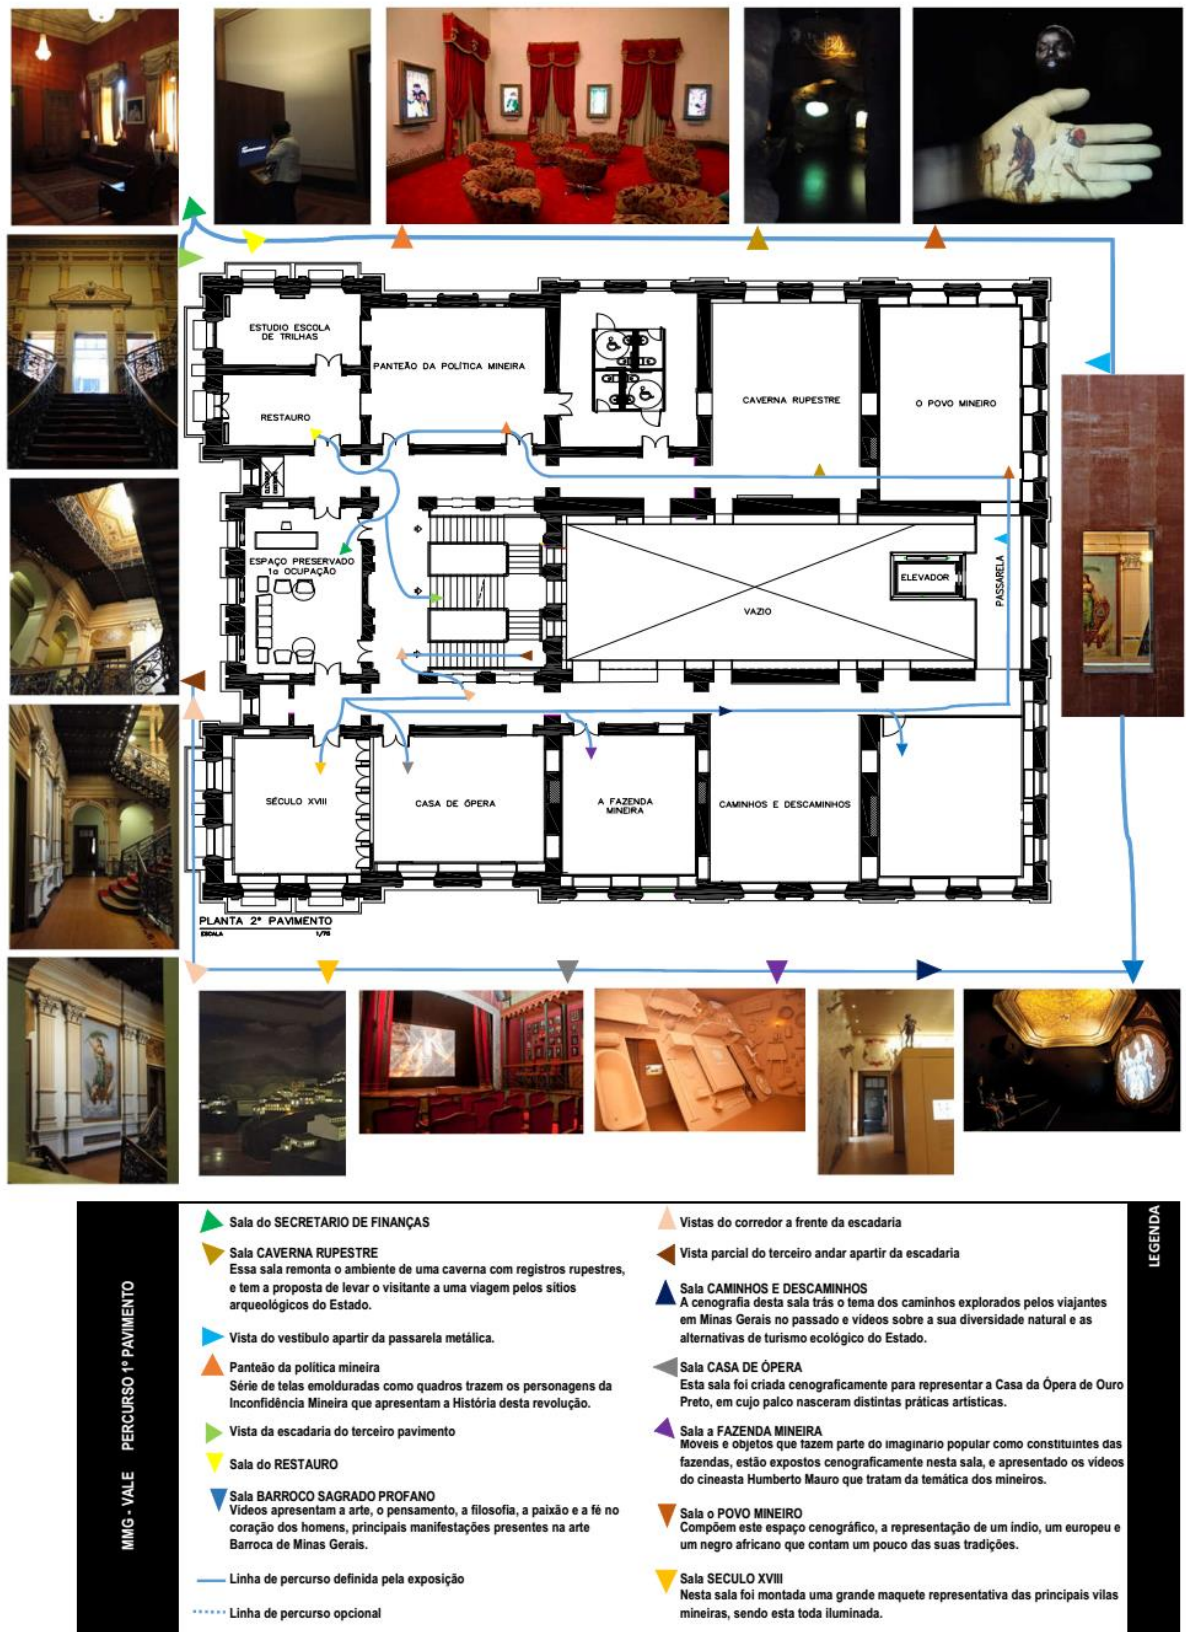 ESTUDIO ESCOLA
DE TRILHAS
PANTEÃO DA POLÍTICA MINEIRA
RESTAURO
CAVERNA RUPESTRE
O POVO MINEIRO
ESPAÇO PRESERVADO
1a OCUPAÇÃO
ELEVADOR
VAZIO
PASSARELA
SÉCULO XVIII
CASA DE ÓPERA
A FAZENDA
MINEIRA
CAMINHOS E DESCAMINHOS
PLANTA 2° PAVIMENTO
ESCALA 1/75
MMG - VALE PERCURSO 1º PAVIMENTO
Sala do SECRETARIO DE FINANÇAS
Sala CAVERNA RUPESTRE
Essa sala remonta o ambiente de uma caverna com registros rupestres,
e tem a proposta de levar o visitante a uma viagem pelos sítios
arqueológicos do Estado.
Vista do vestíbulo apartir da passarela metálica.
Panteão da política mineira
Série de telas emolduradas como quadros trazem os personagens da
Inconfidência Mineira que apresentam a História desta revolução.
Vista da escadaria do terceiro pavimento
Sala do RESTAURO
Sala BARROCO SAGRADO PROFANO
Vídeos apresentam a arte, o pensamento, a filosofia, a paixão e a fé no
coração dos homens, principais manifestações presentes na arte
Barroca de Minas Gerais.
Linha de percurso definida pela exposição
Linha de percurso opcional
Vistas do corredor a frente da escadaria
Vista parcial do terceiro andar apartir da escadaria
Sala CAMINHOS E DESCAMINHOS
A cenografia desta sala trás o tema dos caminhos explorados pelos viajantes
em Minas Gerais no passado e vídeos sobre a sua diversidade natural e as
alternativas de turismo ecológico do Estado.
Sala CASA DE ÓPERA
Esta sala foi criada cenograficamente para representar a Casa da Ópera de Ouro
Preto, em cujo palco nasceram distintas práticas artísticas.
Sala a FAZENDA MINEIRA
Móveis e objetos que fazem parte do imaginário popular como constituintes das
fazendas, estão expostos cenograficamente nesta sala, e apresentado os vídeos
do cineasta Humberto Mauro que tratam da temática dos mineiros.
Sala o POVO MINEIRO
Compõem este espaço cenográfico, a representação de um índio, um europeu e
um negro africano que contam um pouco das suas tradições.
Sala SECULO XVIII
Nesta sala foi montada uma grande maquete representativa das principais vilas
mineiras, sendo esta toda iluminada.
LEGENDA